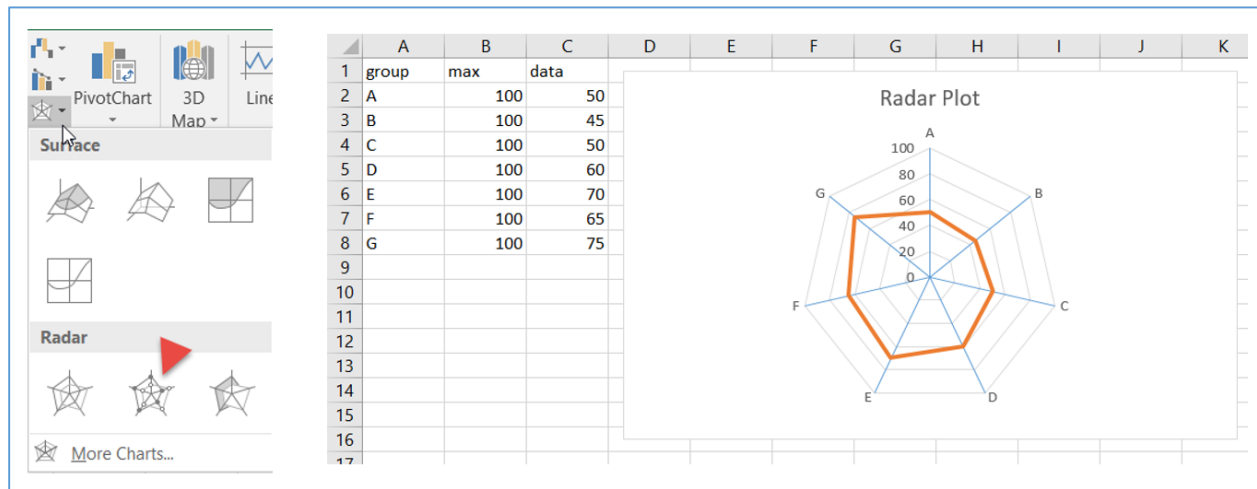 PivotChart
3D
Map
Line
Surface
Radar
More Charts...
A B C D E F G H I J K
1 group max data
2 A 100 50
3 B 100 45
4 C 100 50
5 D 100 60
6 E 100 70
7 F 100 65
8 G 100 75
9
10
11
12
13
14
15
16
17
Radar Plot
A
100
80
60
40
20
0
B
C
D
E
F
G